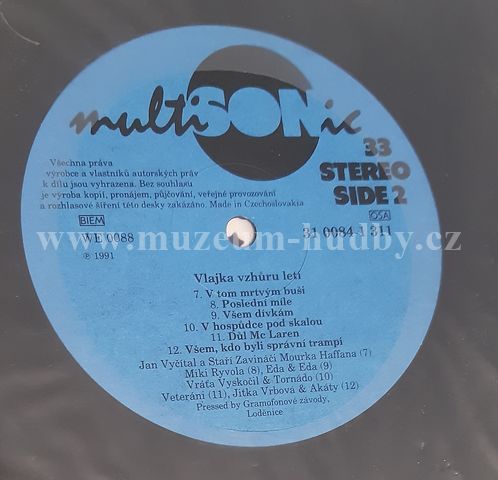 multiSONic
33
STEREO
SIDE 2
Všechna práva
výrobce a vlastníků autorských práv
k dílu jsou vyhrazena. Bez souhlasu
je výroba kopií, pronájem, půjčování, veřejné provozování
a rozhlasové šíření této desky zakázáno. Made in Czechoslovakia
BIEM
OSA
WE 0088
31 0084-1 311
www.muzeum-hudby.cz
℗ 1991
Vlajka vzhůru letí
7. V tom mrtvým buši
8. Poslední míle
9. Všem dívkám
10. V hospůdce pod skalou
11. Důl Mc Laren
12. Všem, kdo byli správní trampi
Jan Vyčítal a Staří Zavináči Mourka Haffana (7)
Miki Ryvola (8), Eda & Eda (9)
Vráťa Vyskočil & Tornádo (10)
Veteráni (11), Jitka Vrbová & Akáty (12)
Pressed by Gramofonové závody,
Loděnice